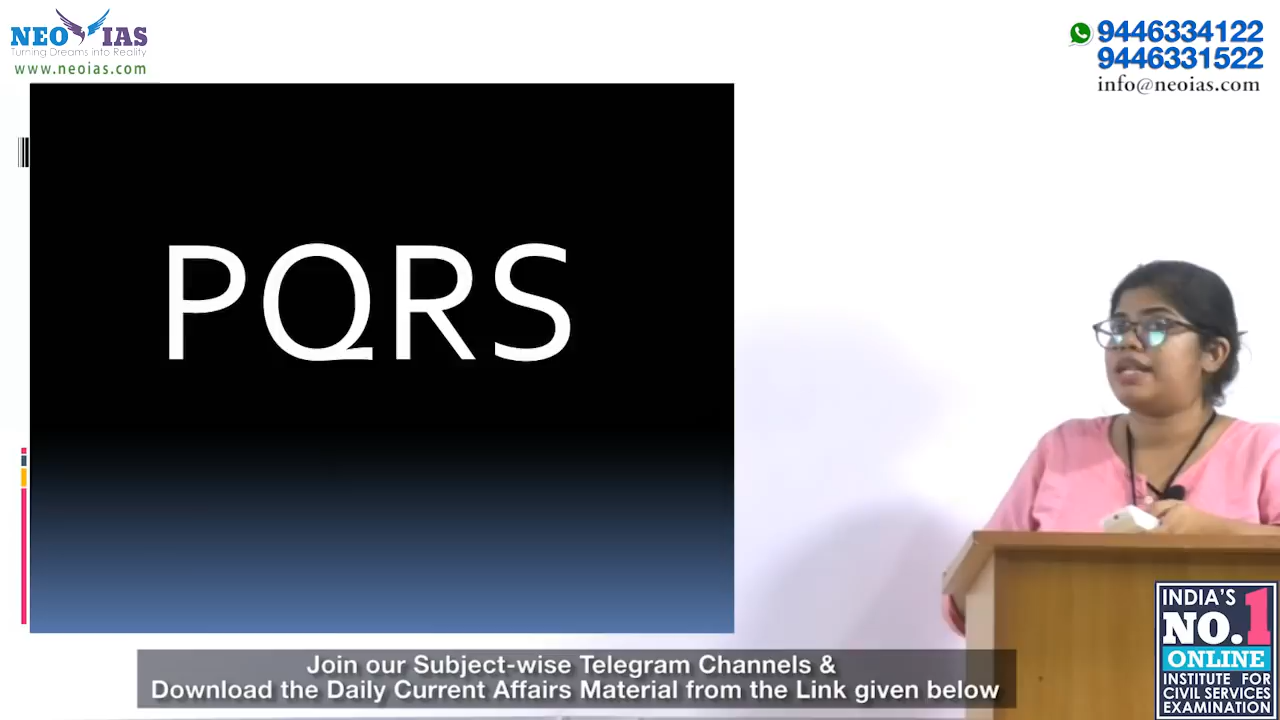 NEO IAS
Turning Dreams into Reality
www.neoias.com
9446334122
9446331522
info@neoias.com
PQRS
INDIA'S
NO.1
ONLINE
INSTITUTE FOR
CIVIL SERVICES
EXAMINATION
Join our Subject-wise Telegram Channels &
Download the Daily Current Affairs Material from the Link given below